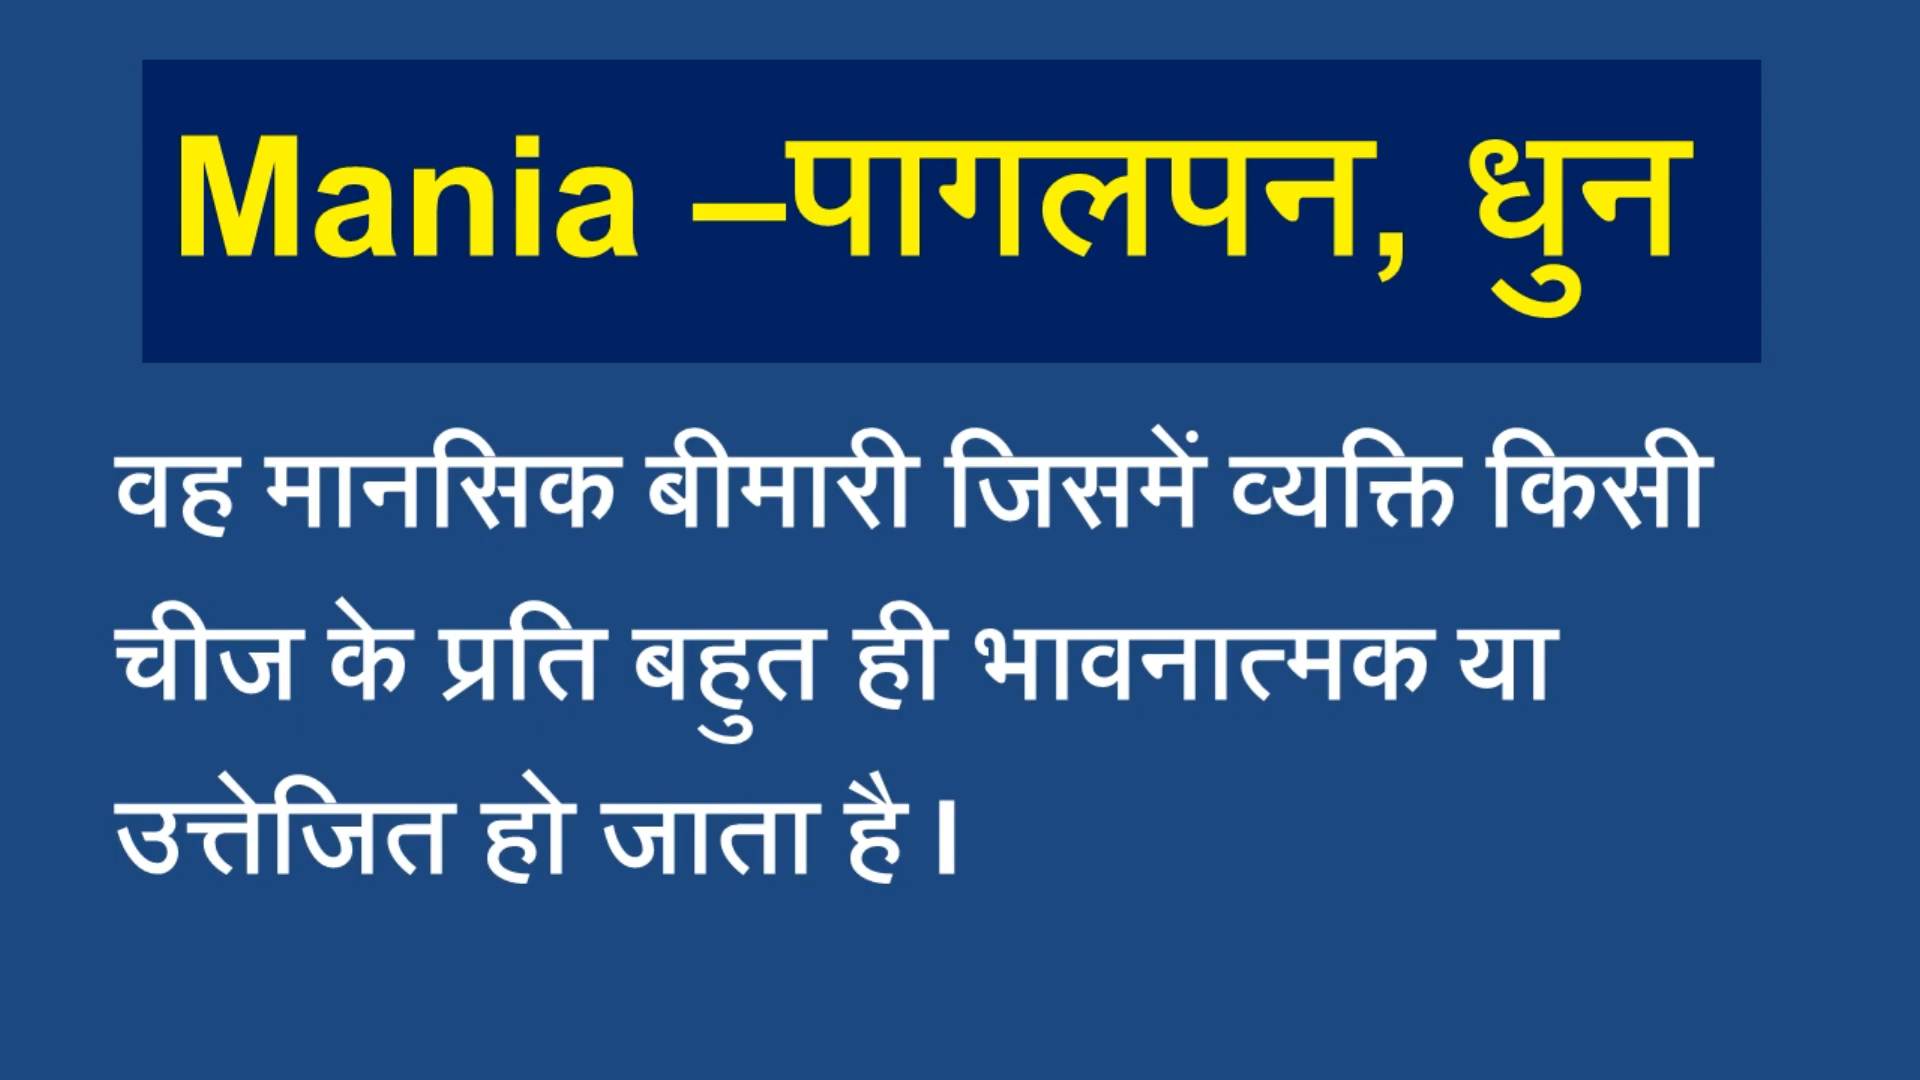 Mania –पागलपन, धुन
वह मानसिक बीमारी जिसमें व्यक्ति किसी
चीज के प्रति बहुत ही भावनात्मक या
उत्तेजित हो जाता है ।